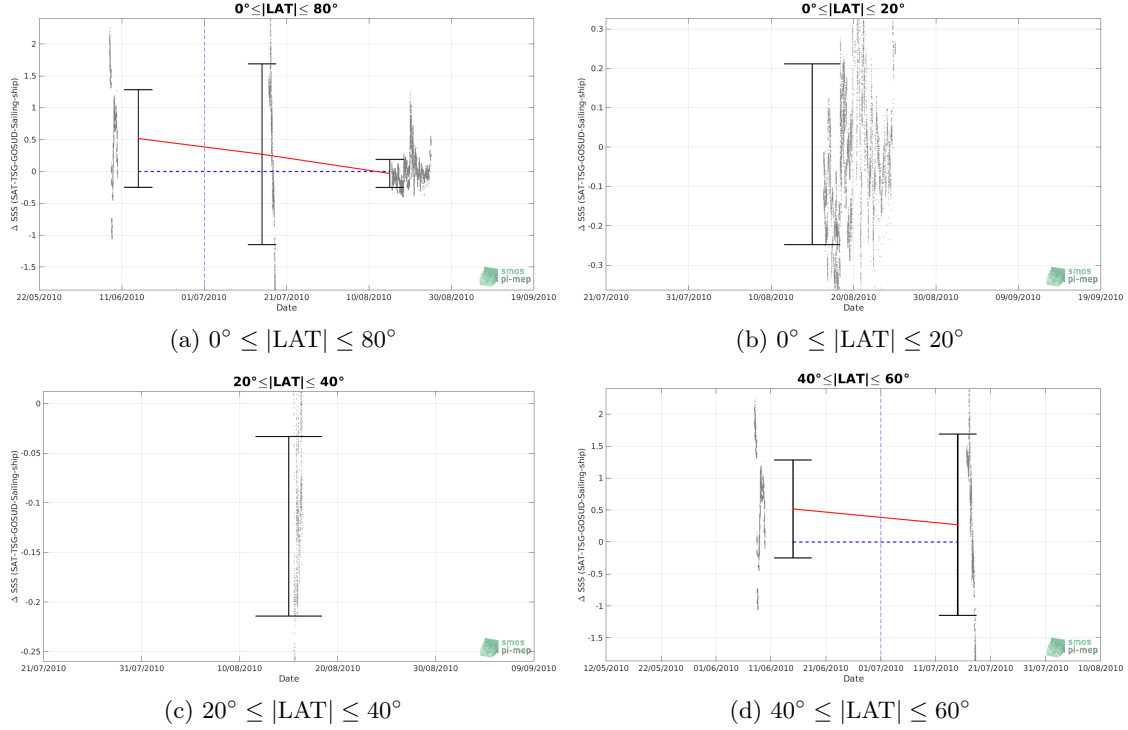 0°≤|LAT|≤ 80°
Δ SSS (SAT-TSG-GOSUD-Sailing-ship)
2
1.5
1
0.5
0
-0.5
-1
-1.5
22/05/2010 11/06/2010 01/07/2010 21/07/2010 10/08/2010 30/08/2010 19/09/2010
Date
smos
pi-mep
(a) 0° ≤ |LAT| ≤ 80°
0°≤|LAT|≤ 20°
Δ SSS (SAT-TSG-GOSUD-Sailing-ship)
0.3
0.2
0.1
0
-0.1
-0.2
-0.3
21/07/2010 31/07/2010 10/08/2010 20/08/2010 30/08/2010 09/09/2010 19/09/2010
Date
smos
pi-mep
(b) 0° ≤ |LAT| ≤ 20°
20°≤|LAT|≤ 40°
Δ SSS (SAT-TSG-GOSUD-Sailing-ship)
0
-0.05
-0.1
-0.15
-0.2
-0.25
21/07/2010 31/07/2010 10/08/2010 20/08/2010 30/08/2010 09/09/2010
Date
smos
pi-mep
(c) 20° ≤ |LAT| ≤ 40°
40°≤|LAT|≤ 60°
Δ SSS (SAT-TSG-GOSUD-Sailing-ship)
2
1.5
1
0.5
0
-0.5
-1
-1.5
12/05/2010 22/05/2010 01/06/2010 11/06/2010 21/06/2010 01/07/2010 11/07/2010 21/07/2010 31/07/2010 10/08/2010
Date
smos
pi-mep
(d) 40° ≤ |LAT| ≤ 60°